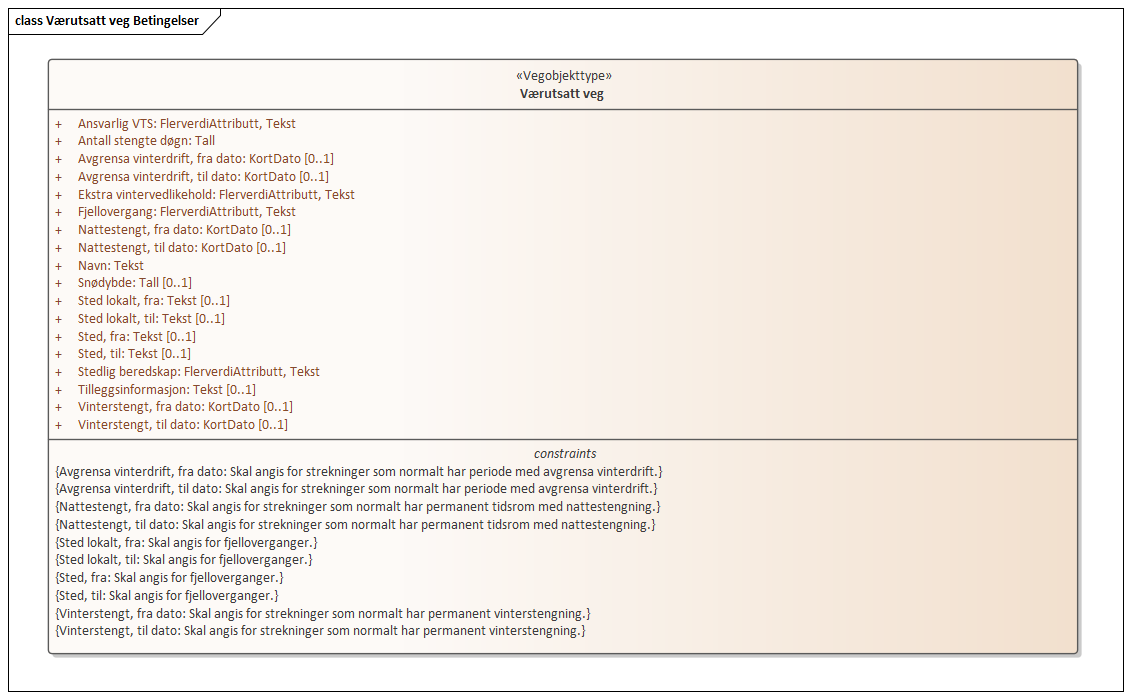 class Værutsatt veg Betingelser
«Vegobjekttype»
Værutsatt veg
+ Ansvarlig VTS: FlerverdiAttributt, Tekst
+ Antall stengte døgn: Tall
+ Avgrensa vinterdrift, fra dato: KortDato [0..1]
+ Avgrensa vinterdrift, til dato: KortDato [0..1]
+ Ekstra vintervedlikehold: FlerverdiAttributt, Tekst
+ Fjellovergang: FlerverdiAttributt, Tekst
+ Nattestengt, fra dato: KortDato [0..1]
+ Nattestengt, til dato: KortDato [0..1]
+ Navn: Tekst
+ Snødybde: Tall [0..1]
+ Sted lokalt, fra: Tekst [0..1]
+ Sted lokalt, til: Tekst [0..1]
+ Sted, fra: Tekst [0..1]
+ Sted, til: Tekst [0..1]
+ Stedlig beredskap: FlerverdiAttributt, Tekst
+ Tilleggsinformasjon: Tekst [0..1]
+ Vinterstengt, fra dato: KortDato [0..1]
+ Vinterstengt, til dato: KortDato [0..1]
constraints
{Avgrensa vinterdrift, fra dato: Skal angis for strekninger som normalt har periode med avgrensa vinterdrift.}
{Avgrensa vinterdrift, til dato: Skal angis for strekninger som normalt har periode med avgrensa vinterdrift.}
{Nattestengt, fra dato: Skal angis for strekninger som normalt har permanent tidsrom med nattestengning.}
{Nattestengt, til dato: Skal angis for strekninger som normalt har permanent tidsrom med nattestengning.}
{Sted lokalt, fra: Skal angis for fjelloverganger.}
{Sted lokalt, til: Skal angis for fjelloverganger.}
{Sted, fra: Skal angis for fjelloverganger.}
{Sted, til: Skal angis for fjelloverganger.}
{Vinterstengt, fra dato: Skal angis for strekninger som normalt har permanent vinterstengning.}
{Vinterstengt, til dato: Skal angis for strekninger som normalt har permanent vinterstengning.}